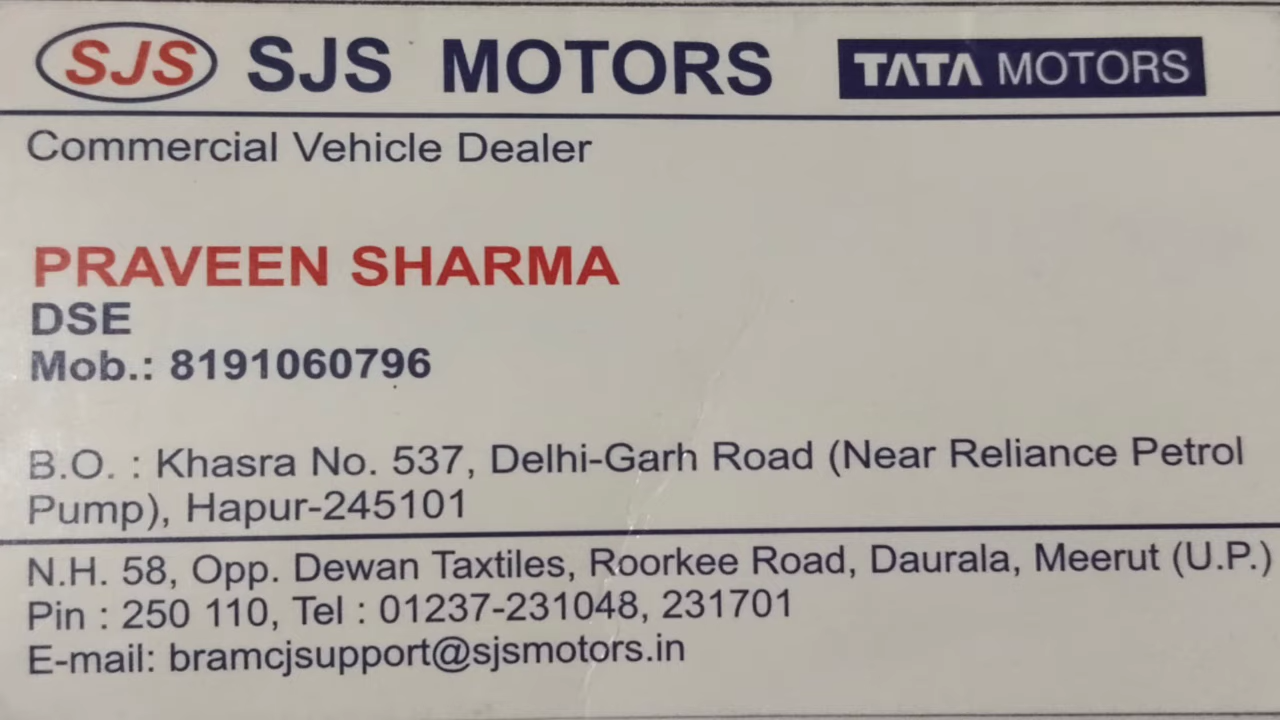 SJS SJS MOTORS TATA MOTORS
Commercial Vehicle Dealer
PRAVEEN SHARMA
DSE
Mob.: 8191060796
B.O. : Khasra No. 537, Delhi-Garh Road (Near Reliance Petrol
Pump), Hapur-245101
N.H. 58, Opp. Dewan Taxtiles, Roorkee Road, Daurala, Meerut (U.P.)
Pin : 250 110, Tel : 01237-231048, 231701
E-mail: bramcjsupport@sjsmotors.in